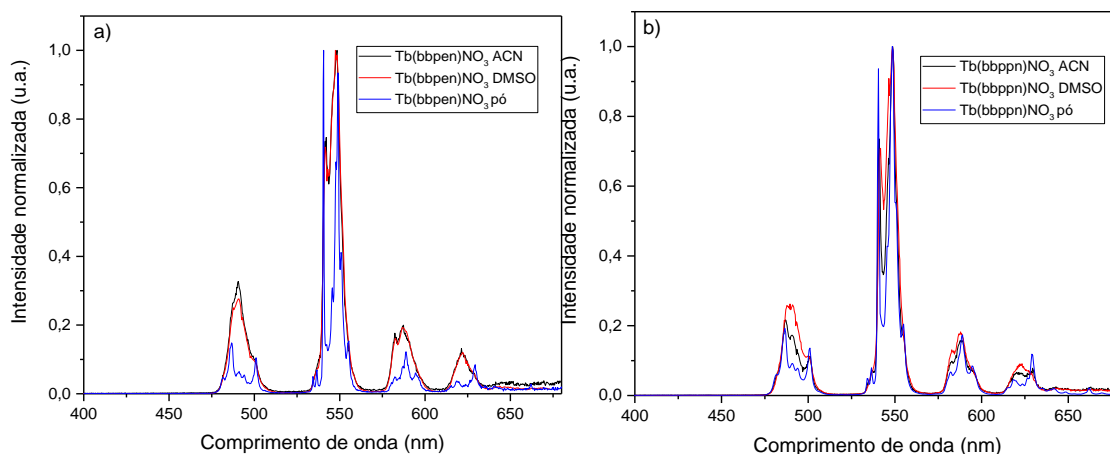 a)
Tb(bbpen)NO₃ ACN
Tb(bbpen)NO₃ DMSO
Tb(bbpen)NO₃ pó
Intensidade normalizada (u.a.)
1,0
0,8
0,6
0,4
0,2
0,0
400 450 500 550 600 650
Comprimento de onda (nm)
b)
Tb(bbppn)NO₃ ACN
Tb(bbppn)NO₃ DMSO
Tb(bbppn)NO₃ pó
Intensidade normalizada (u.a.)
1,0
0,8
0,6
0,4
0,2
0,0
400 450 500 550 600 650
Comprimento de onda (nm)